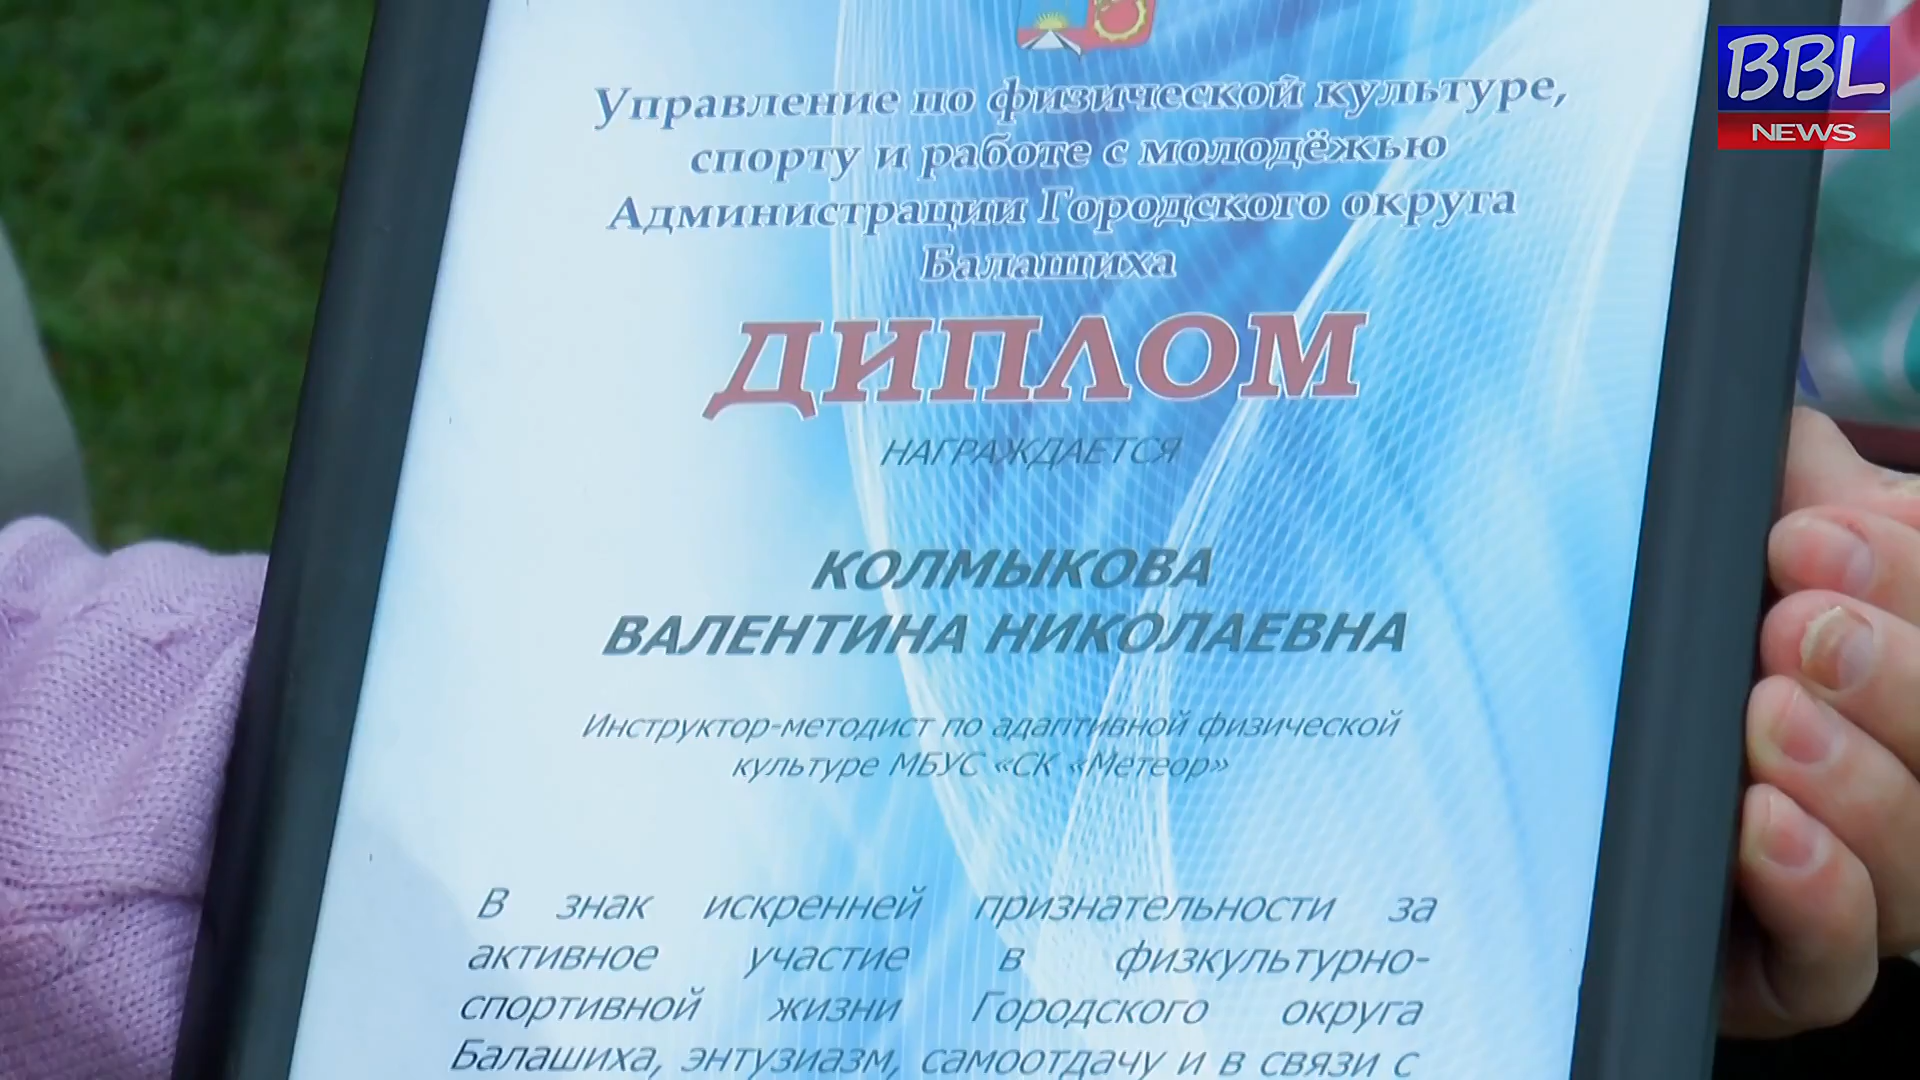 BBL
NEWS
Управление по физической культуре,
спорту и работе с молодёжью
Администрации Городского округа
Балашиха
ДИПЛОМ
НАГРАЖДАЕТСЯ
КОЛМЫКОВА
ВАЛЕНТИНА НИКОЛАЕВНА
Инструктор-методист по адаптивной физической
культуре МБУС «СК «Метеор»
В знак искренней признательности за
активное участие в физкультурно-
спортивной жизни Городского округа
Балашиха, энтузиазм, самоотдачу и в связи с